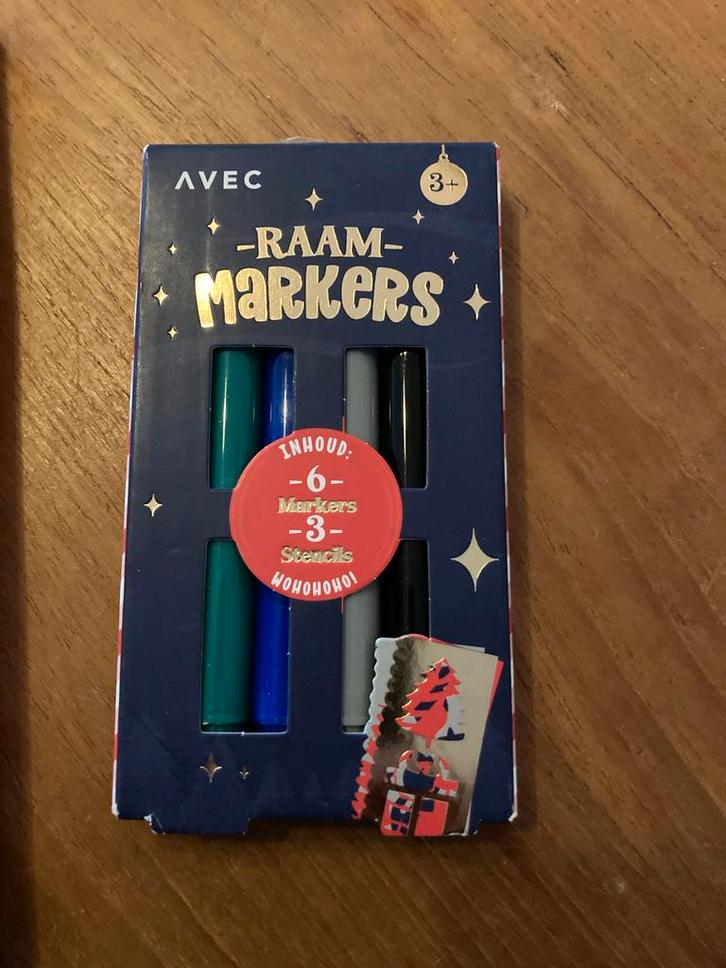 AVEC
3+
-RAAM-
MARKERS
INHOUD:
-6-
Markers
-3-
Stencils
WOHOHOHO!